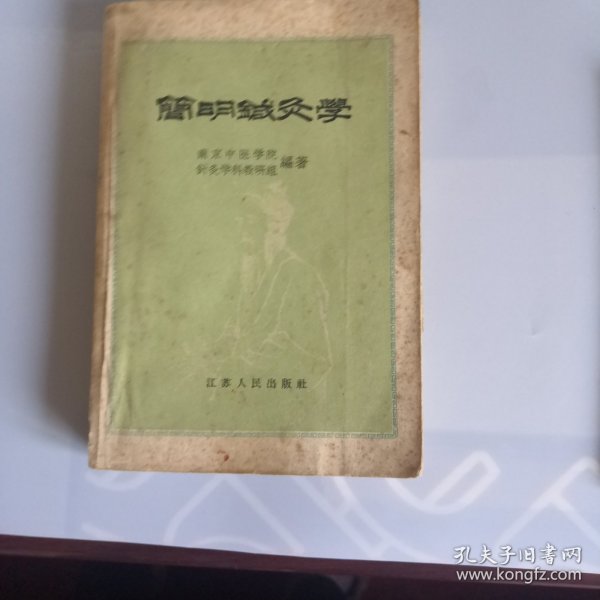 簡明鍼灸學
南京中医学院
針灸学科教研組
編著
江苏人民出版社
孔夫子旧书网
www.kongfz.com